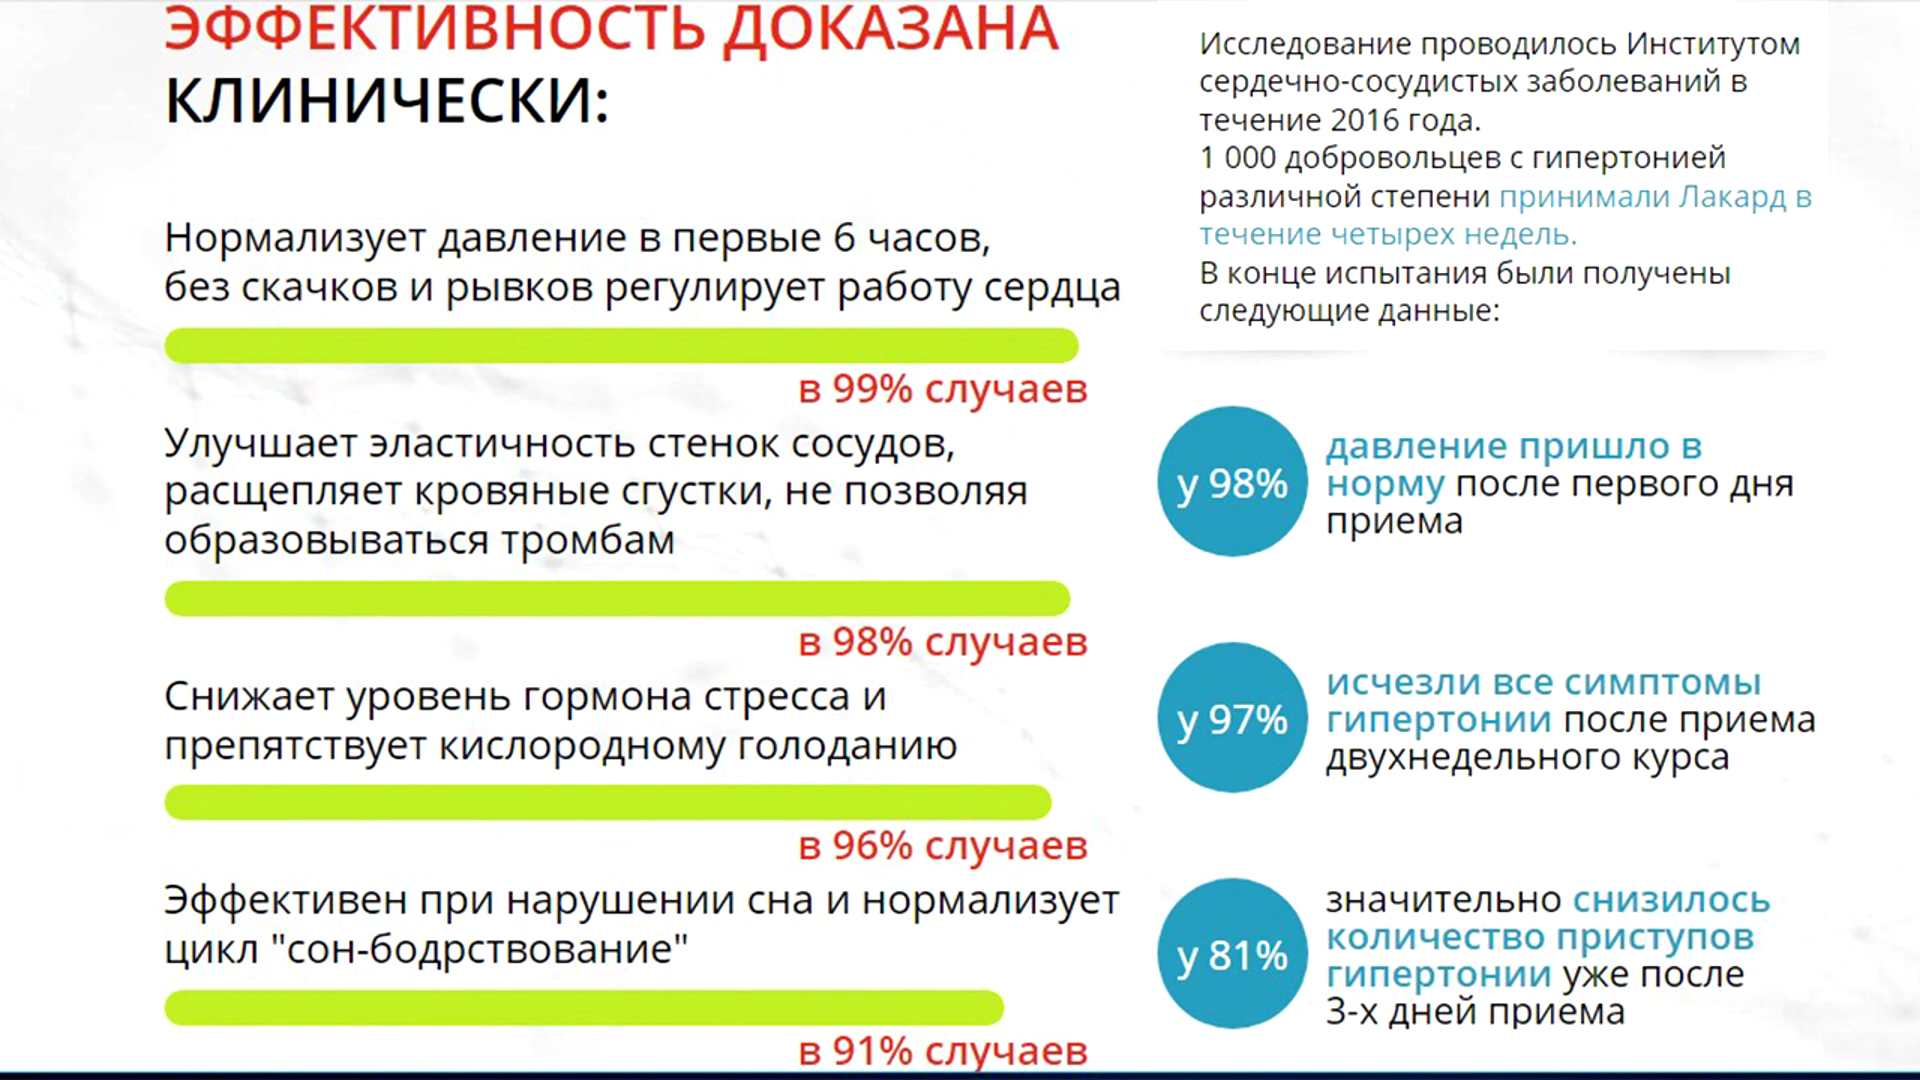 ЭФФЕКТИВНОСТЬ ДОКАЗАНА
КЛИНИЧЕСКИ:
Нормализует давление в первые 6 часов,
без скачков и рывков регулирует работу сердца
в 99% случаев
Улучшает эластичность стенок сосудов,
расщепляет кровяные сгустки, не позволяя
образовываться тромбам
в 98% случаев
Снижает уровень гормона стресса и
препятствует кислородному голоданию
в 96% случаев
Эффективен при нарушении сна и нормализует
цикл "сон-бодрствование"
в 91% случаев
Исследование проводилось Институтом
сердечно-сосудистых заболеваний в
течение 2016 года.
1 000 добровольцев с гипертонией
различной степени принимали Лакард в
течение четырех недель.
В конце испытания были получены
следующие данные:
у 98%
давление пришло в
норму после первого дня
приема
у 97%
исчезли все симптомы
гипертонии после приема
двухнедельного курса
у 81%
значительно снизилось
количество приступов
гипертонии уже после
3-х дней приема